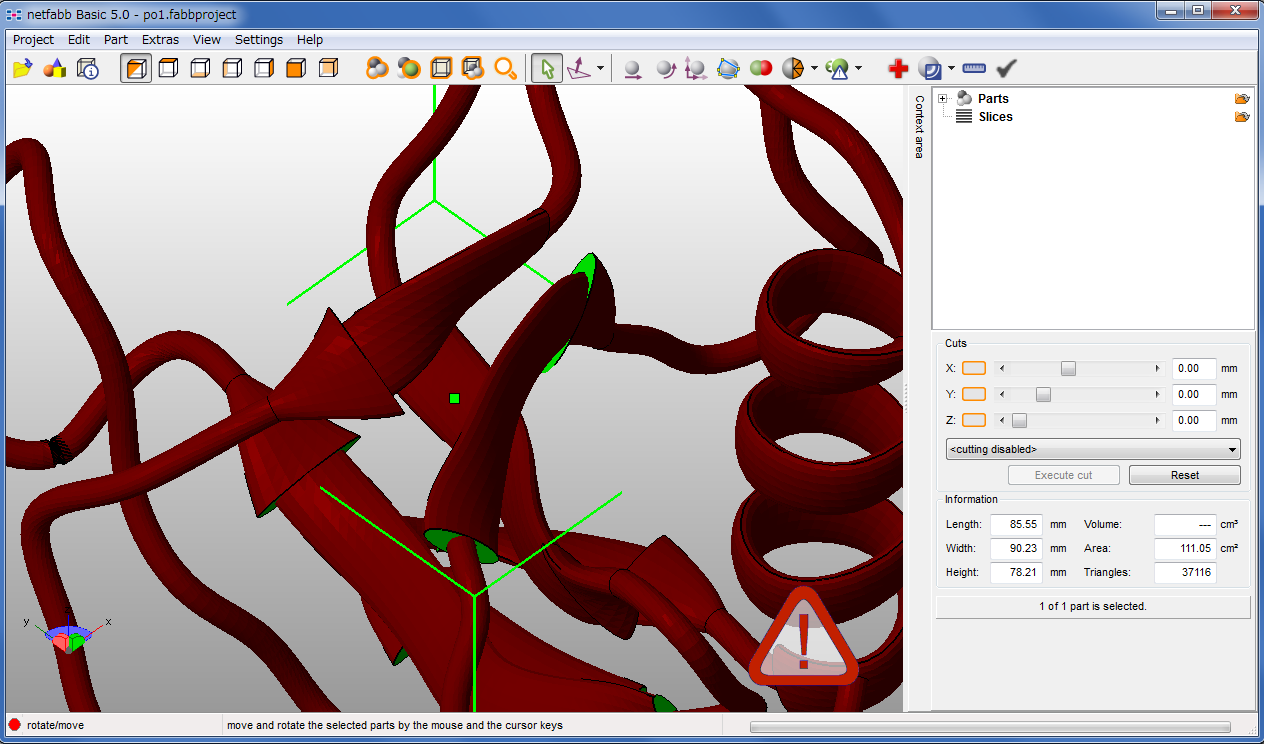 netfabb Basic 5.0 - po1.fabbproject
Project Edit Part Extras View Settings Help
Context area
Parts
Slices
Cuts
X: 0.00 mm
Y: 0.00 mm
Z: 0.00 mm
<cutting disabled>
Execute cut Reset
Information
Length: 85.55 mm Volume: --- cm³
Width: 90.23 mm Area: 111.05 cm²
Height: 78.21 mm Triangles: 37116
1 of 1 part is selected.
y x
rotate/move move and rotate the selected parts by the mouse and the cursor keys